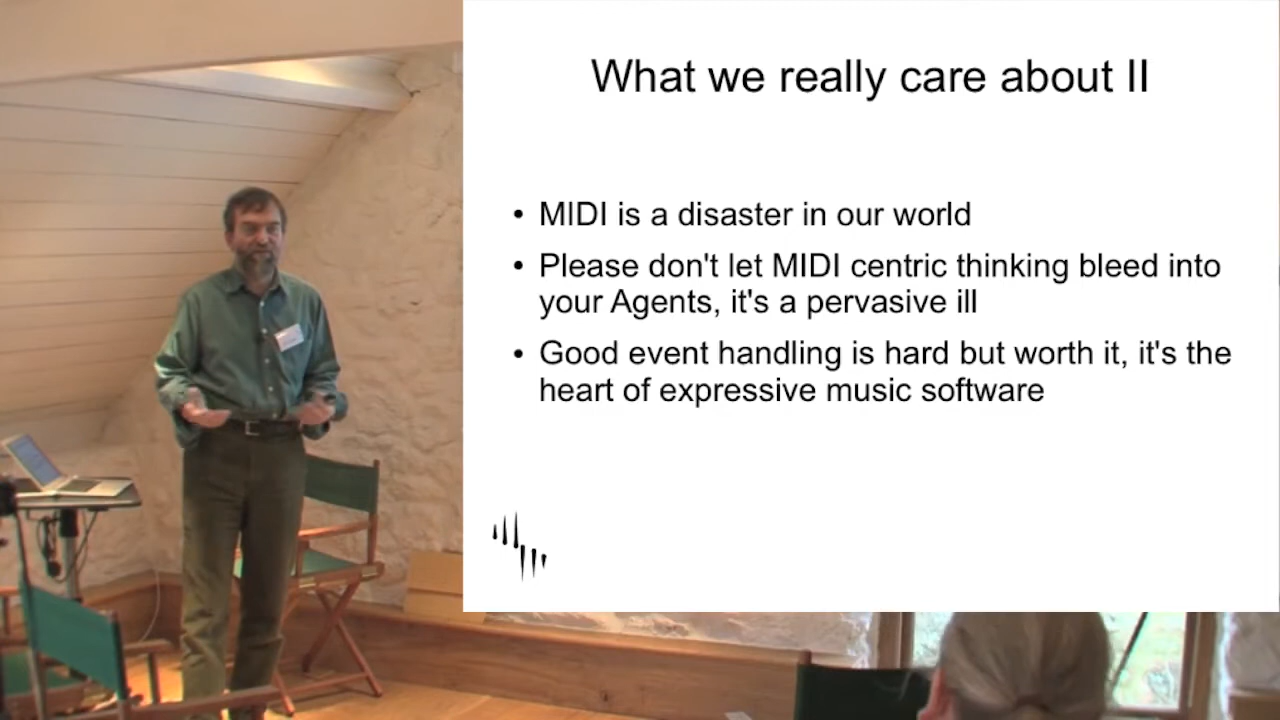 What we really care about II
• MIDI is a disaster in our world
• Please don't let MIDI centric thinking bleed into
your Agents, it's a pervasive ill
• Good event handling is hard but worth it, it's the
heart of expressive music software